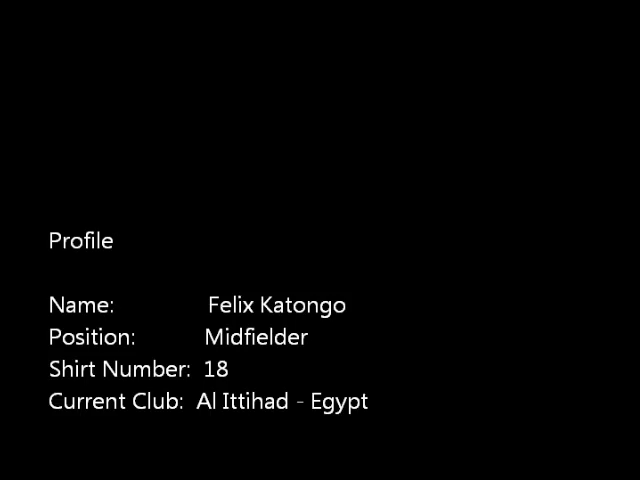 Profile
Name: Felix Katongo
Position: Midfielder
Shirt Number: 18
Current Club: Al Ittihad - Egypt